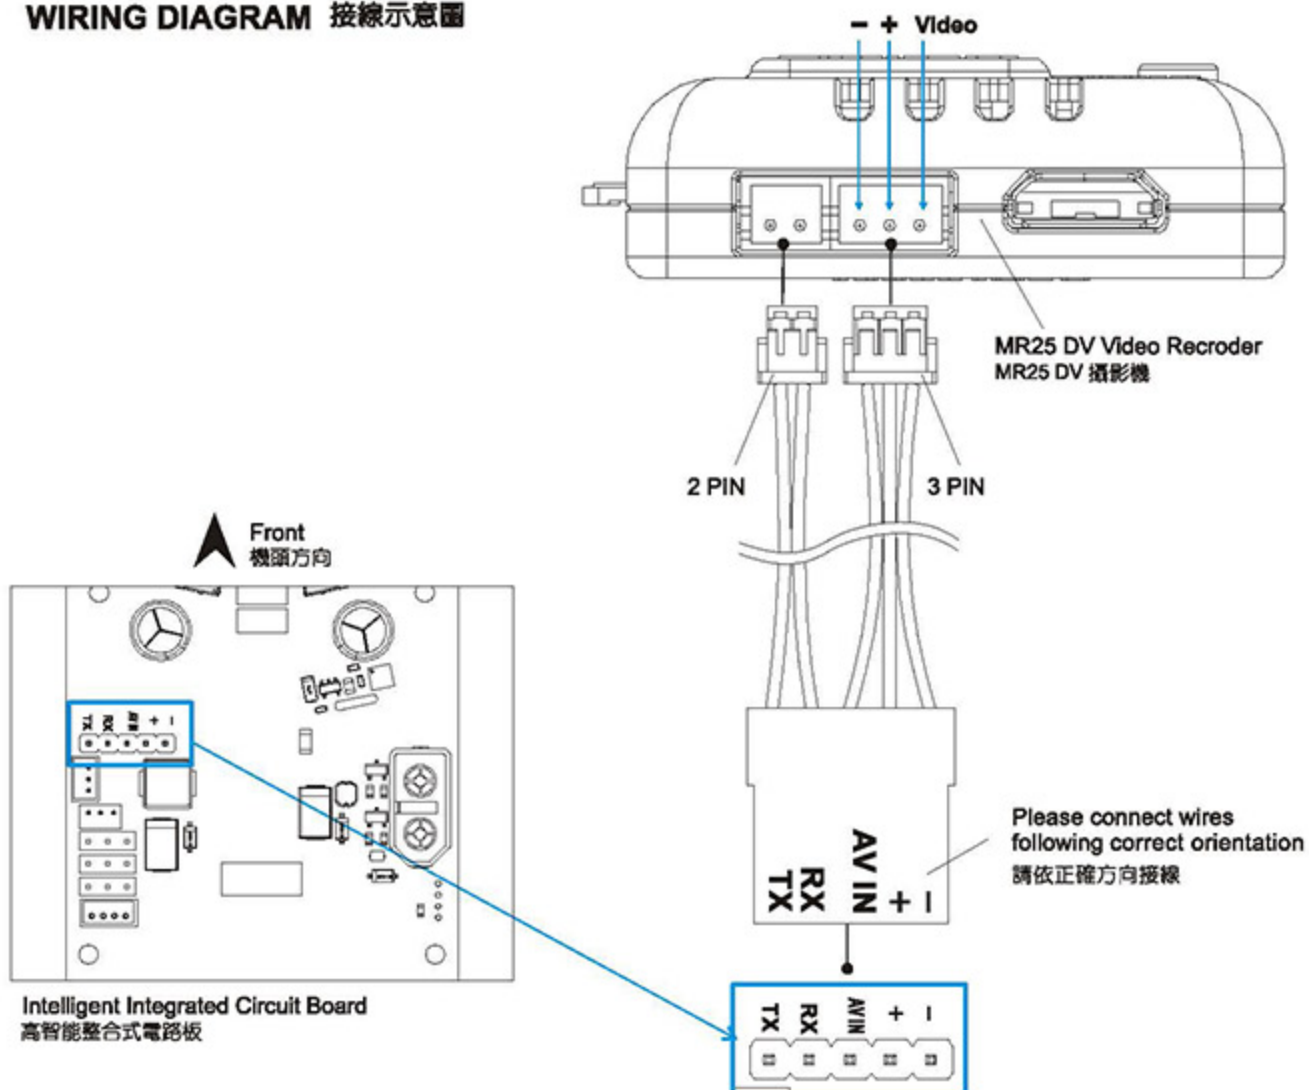 WIRING DIAGRAM 接線示意圖
− + Video
MR25 DV Video Recroder
MR25 DV 攝影機
2 PIN
3 PIN
Front
機頭方向
TX RX AV IN + −
Please connect wires
following correct orientation
請依正確方向接線
TX RX AV IN + −
Intelligent Integrated Circuit Board
高智能整合式電路板
TX RX AV IN + −